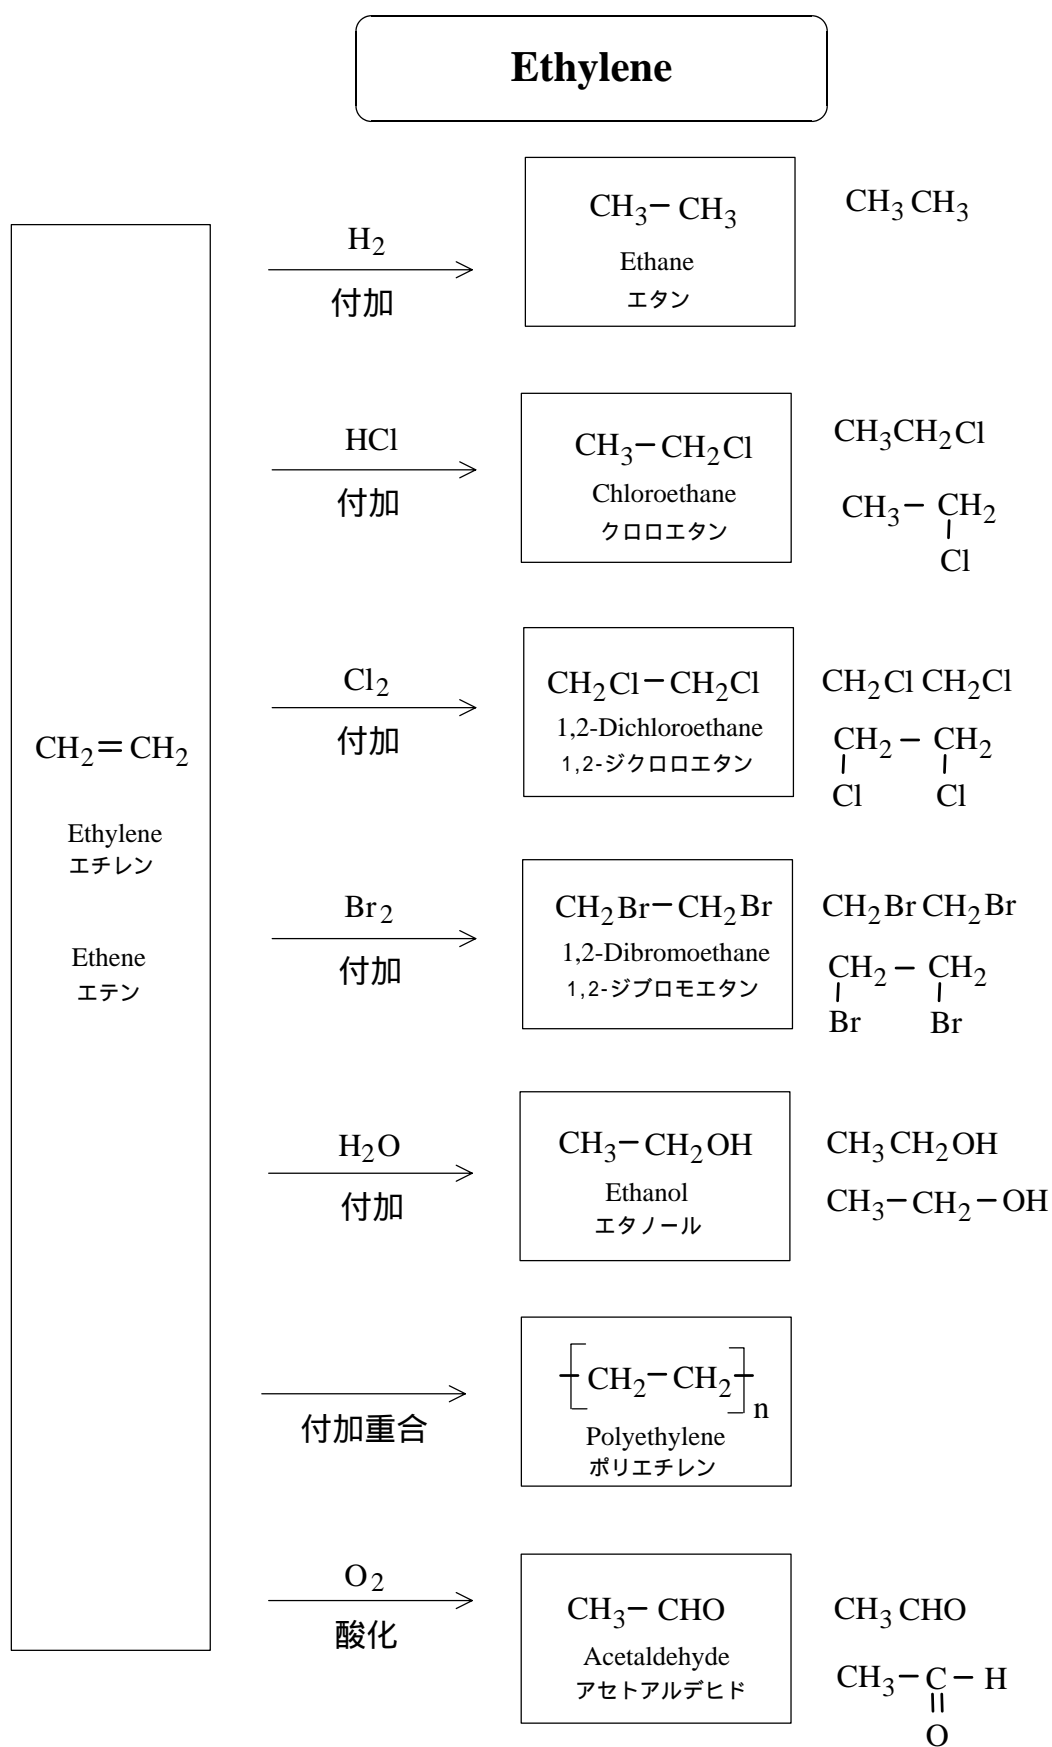 Ethylene
CH₂=CH₂
Ethylene
エチレン
Ethene
エテン
H₂
付加
CH₃−CH₃
Ethane
エタン
CH₃CH₃
HCl
付加
CH₃−CH₂Cl
Chloroethane
クロロエタン
CH₃CH₂Cl
CH₃−CH₂
Cl
Cl₂
付加
CH₂Cl−CH₂Cl
1,2-Dichloroethane
1,2-ジクロロエタン
CH₂ClCH₂Cl
CH₂−CH₂
Cl Cl
Br₂
付加
CH₂Br−CH₂Br
1,2-Dibromoethane
1,2-ジブロモエタン
CH₂BrCH₂Br
CH₂−CH₂
Br Br
H₂O
付加
CH₃−CH₂OH
Ethanol
エタノール
CH₃CH₂OH
CH₃−CH₂−OH
付加重合
[CH₂−CH₂]n
Polyethylene
ポリエチレン
O₂
酸化
CH₃−CHO
Acetaldehyde
アセトアルデヒド
CH₃CHO
CH₃−C−H
O